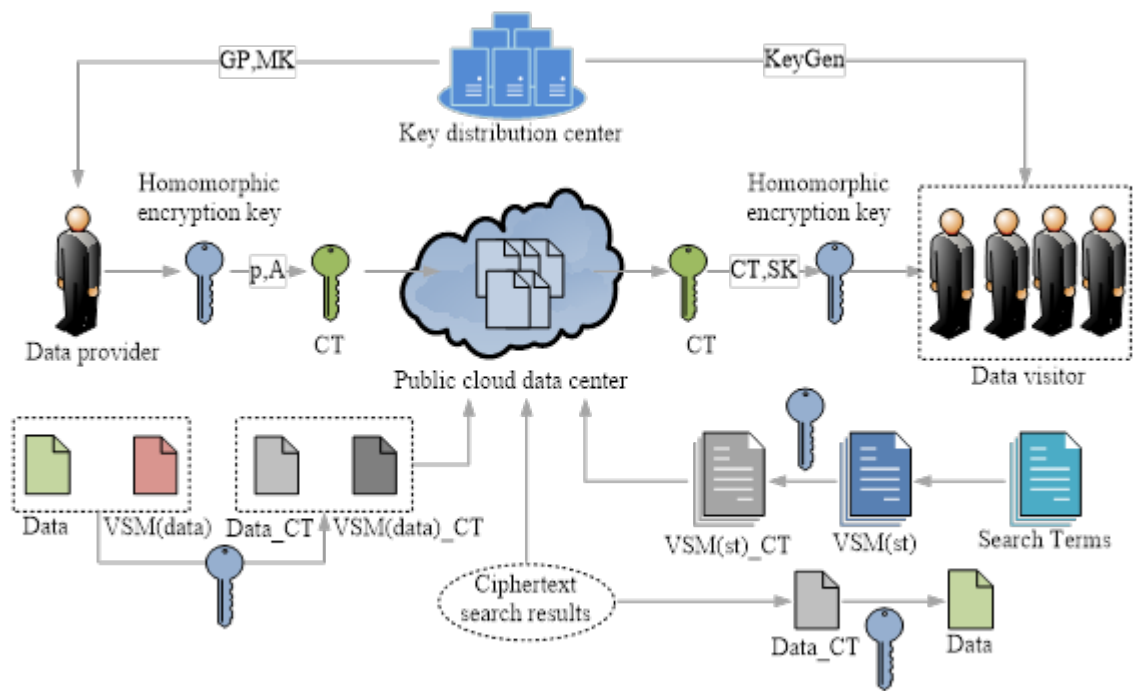 GP,MK
KeyGen
Key distribution center
Homomorphic
encryption key
Homomorphic
encryption key
p,A
CT,SK
Data provider
CT
CT
Public cloud data center
Data visitor
Data
VSM(data)
Data_CT
VSM(data)_CT
VSM(st)_CT
VSM(st)
Search Terms
Ciphertext
search results
Data_CT
Data